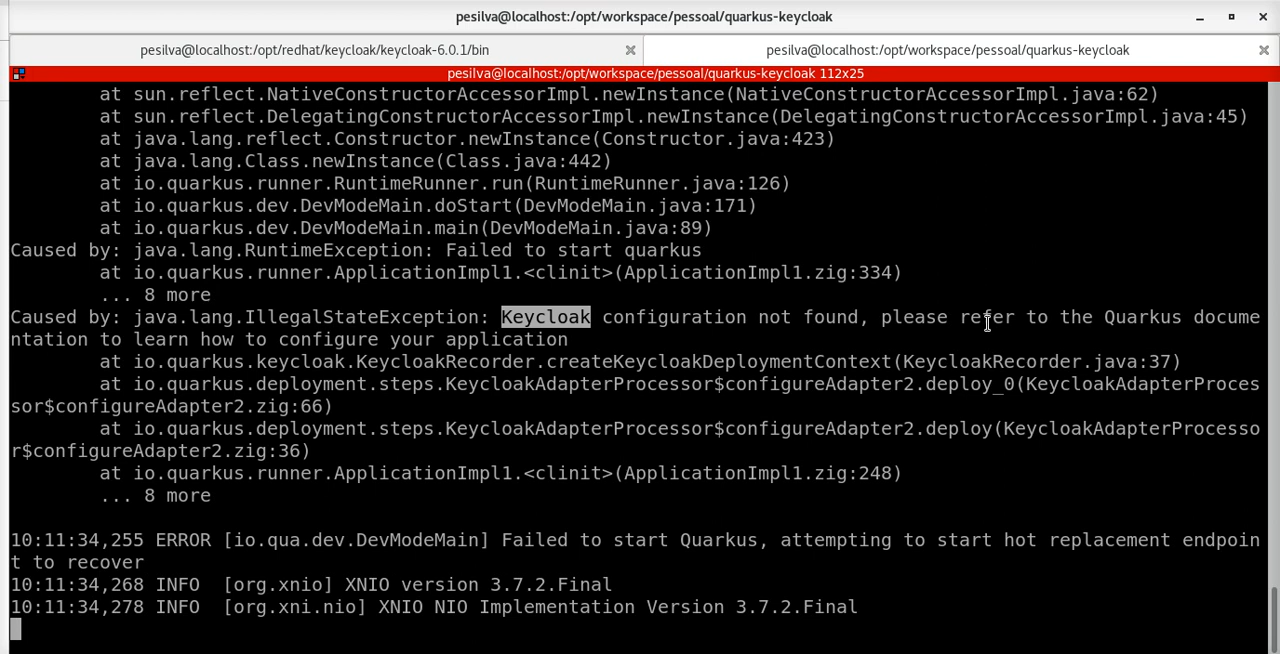 pesilva@localhost:/opt/workspace/pessoal/quarkus-keycloak
pesilva@localhost:/opt/redhat/keycloak/keycloak-6.0.1/bin
pesilva@localhost:/opt/workspace/pessoal/quarkus-keycloak
pesilva@localhost:/opt/workspace/pessoal/quarkus-keycloak 112x25
        at sun.reflect.NativeConstructorAccessorImpl.newInstance(NativeConstructorAccessorImpl.java:62)
        at sun.reflect.DelegatingConstructorAccessorImpl.newInstance(DelegatingConstructorAccessorImpl.java:45)
        at java.lang.reflect.Constructor.newInstance(Constructor.java:423)
        at java.lang.Class.newInstance(Class.java:442)
        at io.quarkus.runner.RuntimeRunner.run(RuntimeRunner.java:126)
        at io.quarkus.dev.DevModeMain.doStart(DevModeMain.java:171)
        at io.quarkus.dev.DevModeMain.main(DevModeMain.java:89)
Caused by: java.lang.RuntimeException: Failed to start quarkus
        at io.quarkus.runner.ApplicationImpl1.<clinit>(ApplicationImpl1.zig:334)
        ... 8 more
Caused by: java.lang.IllegalStateException: Keycloak configuration not found, please refer to the Quarkus docume
ntation to learn how to configure your application
        at io.quarkus.keycloak.KeycloakRecorder.createKeycloakDeploymentContext(KeycloakRecorder.java:37)
        at io.quarkus.deployment.steps.KeycloakAdapterProcessor$configureAdapter2.deploy_0(KeycloakAdapterProces
sor$configureAdapter2.zig:66)
        at io.quarkus.deployment.steps.KeycloakAdapterProcessor$configureAdapter2.deploy(KeycloakAdapterProcesso
r$configureAdapter2.zig:36)
        at io.quarkus.runner.ApplicationImpl1.<clinit>(ApplicationImpl1.zig:248)
        ... 8 more
10:11:34,255 ERROR [io.qua.dev.DevModeMain] Failed to start Quarkus, attempting to start hot replacement endpoin
t to recover
10:11:34,268 INFO  [org.xnio] XNIO version 3.7.2.Final
10:11:34,278 INFO  [org.xni.nio] XNIO NIO Implementation Version 3.7.2.Final